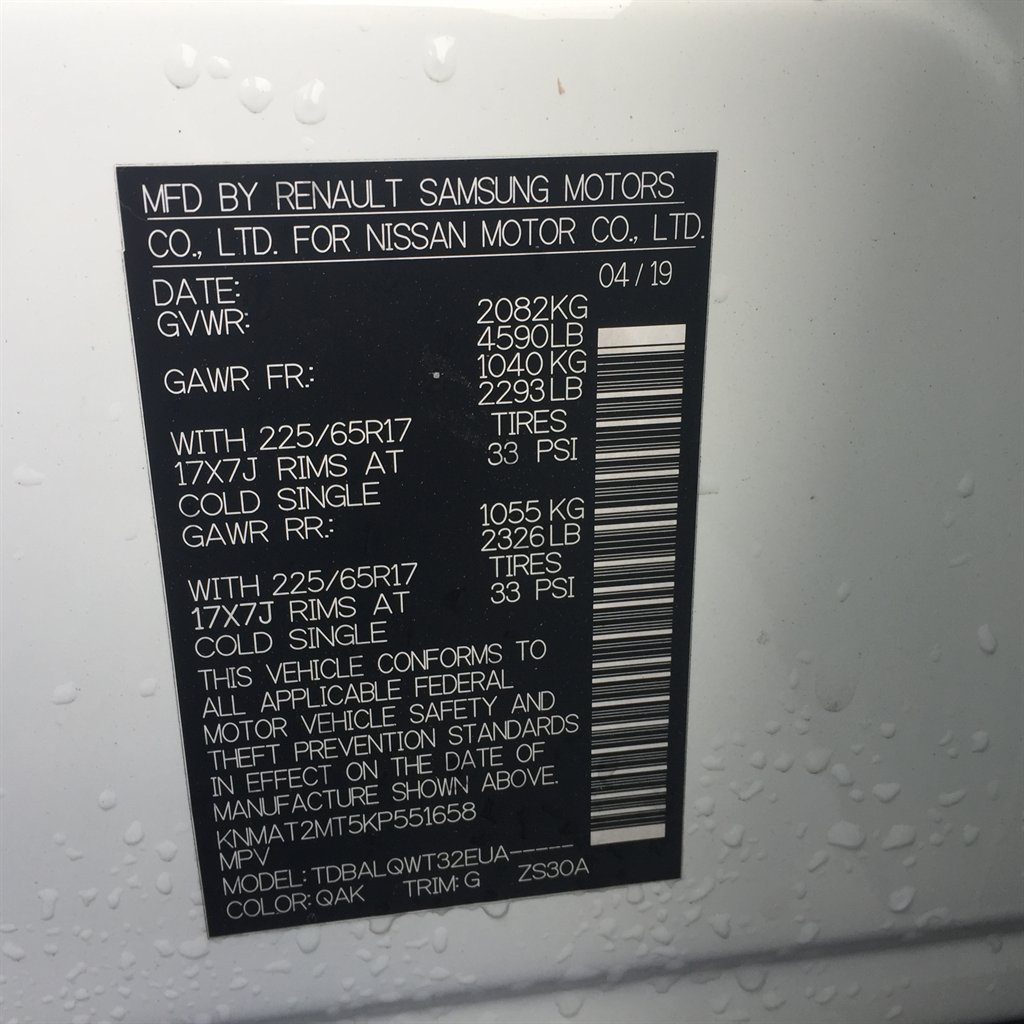 MFD BY RENAULT SAMSUNG MOTORS
CO., LTD. FOR NISSAN MOTOR CO., LTD.
DATE: 04 / 19
GVWR: 2082KG
4590LB
GAWR FR.: 1040 KG
2293 LB
WITH 225/65R17 TIRES
17X7J RIMS AT 33 PSI
COLD SINGLE
GAWR RR.: 1055 KG
2326 LB
WITH 225/65R17 TIRES
17X7J RIMS AT 33 PSI
COLD SINGLE
THIS VEHICLE CONFORMS TO
ALL APPLICABLE FEDERAL
MOTOR VEHICLE SAFETY AND
THEFT PREVENTION STANDARDS
IN EFFECT ON THE DATE OF
MANUFACTURE SHOWN ABOVE.
KNMAT2MT5KP551658
MPV
MODEL: TDBALQWT32EUA-----
COLOR: QAK TRIM: G ZS30A